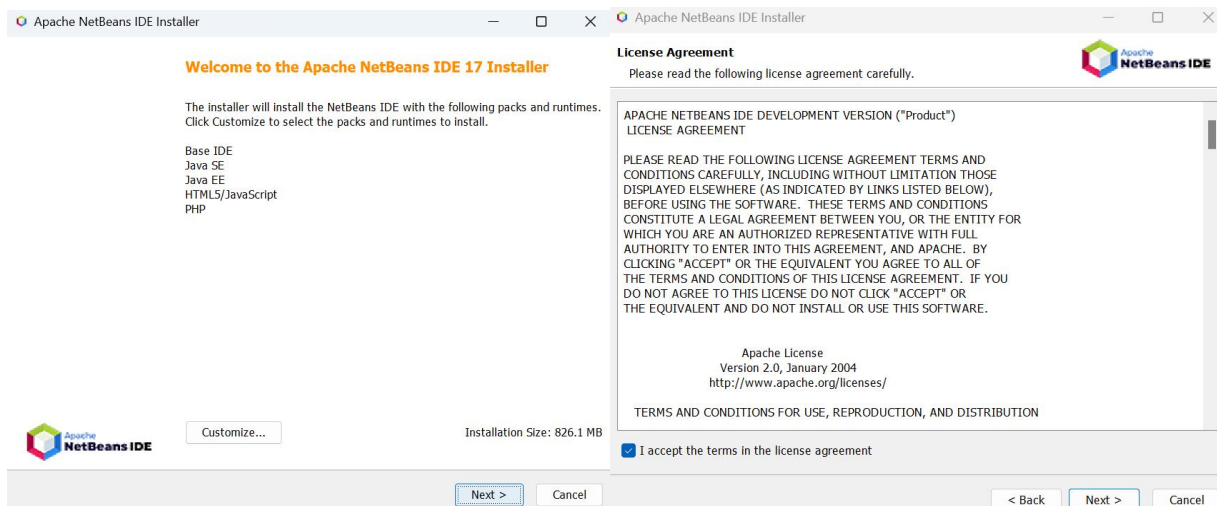 Apache NetBeans IDE Installer
Welcome to the Apache NetBeans IDE 17 Installer
The installer will install the NetBeans IDE with the following packs and runtimes.
Click Customize to select the packs and runtimes to install.
Base IDE
Java SE
Java EE
HTML5/JavaScript
PHP
Apache
NetBeans IDE
Customize...
Installation Size: 826.1 MB
Next >
Cancel
Apache NetBeans IDE Installer
License Agreement
Please read the following license agreement carefully.
Apache
NetBeans IDE
APACHE NETBEANS IDE DEVELOPMENT VERSION ("Product")
LICENSE AGREEMENT
PLEASE READ THE FOLLOWING LICENSE AGREEMENT TERMS AND
CONDITIONS CAREFULLY, INCLUDING WITHOUT LIMITATION THOSE
DISPLAYED ELSEWHERE (AS INDICATED BY LINKS LISTED BELOW),
BEFORE USING THE SOFTWARE. THESE TERMS AND CONDITIONS
CONSTITUTE A LEGAL AGREEMENT BETWEEN YOU, OR THE ENTITY FOR
WHICH YOU ARE AN AUTHORIZED REPRESENTATIVE WITH FULL
AUTHORITY TO ENTER INTO THIS AGREEMENT, AND APACHE. BY
CLICKING "ACCEPT" OR THE EQUIVALENT YOU AGREE TO ALL OF
THE TERMS AND CONDITIONS OF THIS LICENSE AGREEMENT. IF YOU
DO NOT AGREE TO THIS LICENSE DO NOT CLICK "ACCEPT" OR
THE EQUIVALENT AND DO NOT INSTALL OR USE THIS SOFTWARE.
Apache License
Version 2.0, January 2004
http://www.apache.org/licenses/
TERMS AND CONDITIONS FOR USE, REPRODUCTION, AND DISTRIBUTION
I accept the terms in the license agreement
< Back
Next >
Cancel